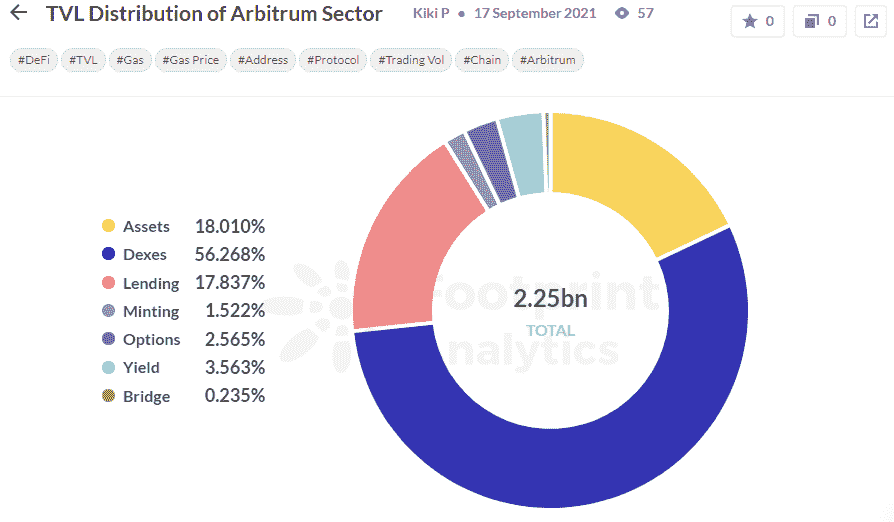 TVL Distribution of Arbitrum Sector
Kiki P • 17 September 2021 57
0
0
#DeFi #TVL #Gas #Gas Price #Address #Protocol #Trading Vol #Chain #Arbitrum
Assets 18.010%
Dexes 56.268%
Lending 17.837%
Minting 1.522%
Options 2.565%
Yield 3.563%
Bridge 0.235%
Footprint
Analytics
2.25bn
TOTAL